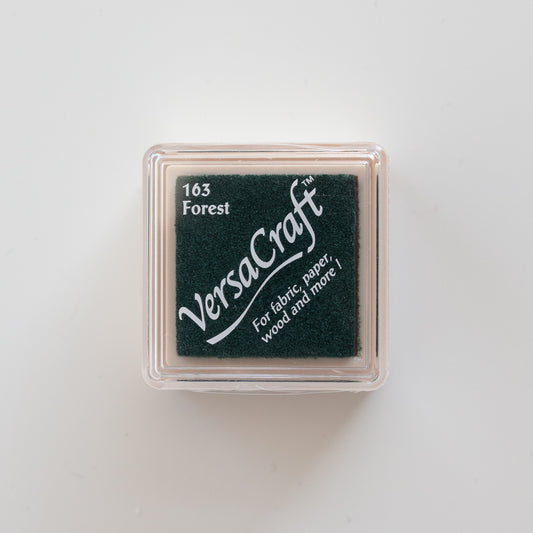 163
Forest
VersaCraft™
For fabric, paper,
wood and more !